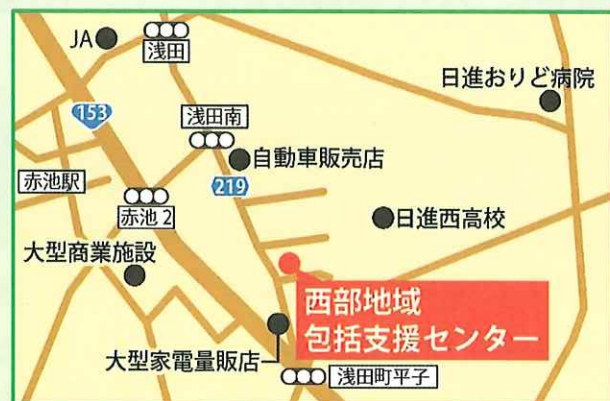 JA
浅田
日進おりど病院
153
浅田南
自動車販売店
赤池駅
219
赤池 2
日進西高校
大型商業施設
西部地域
包括支援センター
大型家電量販店
浅田町平子